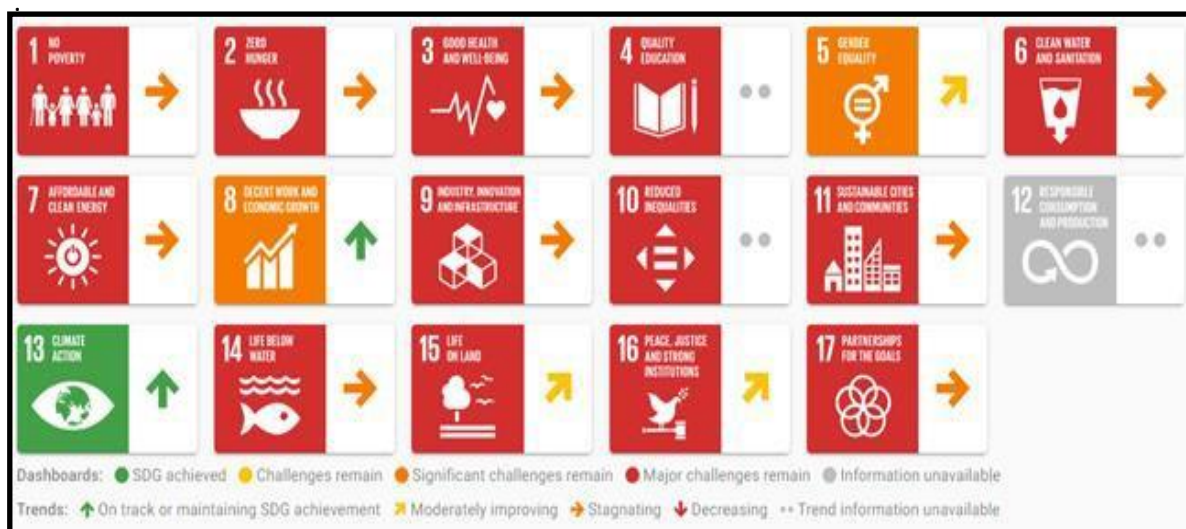 1 NO
POVERTY
2 ZERO
HUNGER
3 GOOD HEALTH
AND WELL-BEING
4 QUALITY
EDUCATION
5 GENDER
EQUALITY
6 CLEAN WATER
AND SANITATION
7 AFFORDABLE AND
CLEAN ENERGY
8 DECENT WORK AND
ECONOMIC GROWTH
9 INDUSTRY, INNOVATION
AND INFRASTRUCTURE
10 REDUCED
INEQUALITIES
11 SUSTAINABLE CITIES
AND COMMUNITIES
12 RESPONSIBLE
CONSUMPTION
AND PRODUCTION
13 CLIMATE
ACTION
14 LIFE BELOW
WATER
15 LIFE
ON LAND
16 PEACE, JUSTICE
AND STRONG
INSTITUTIONS
17 PARTNERSHIPS
FOR THE GOALS
Dashboards: SDG achieved Challenges remain Significant challenges remain Major challenges remain Information unavailable
Trends: On track or maintaining SDG achievement Moderately improving Stagnating Decreasing Trend information unavailable